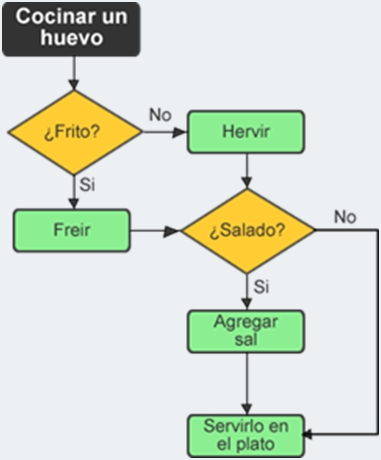 Cocinar un
huevo
¿Frito?
No
Hervir
Si
Freir
¿Salado?
No
Si
Agregar
sal
Servirlo en
el plato